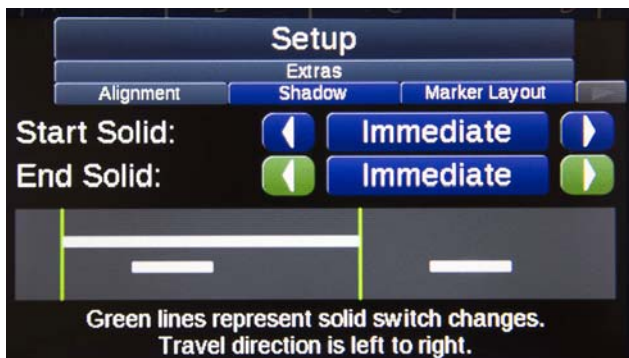 Setup
Extras
Alignment Shadow Marker Layout
Start Solid: Immediate
End Solid: Immediate
Green lines represent solid switch changes.
Travel direction is left to right.